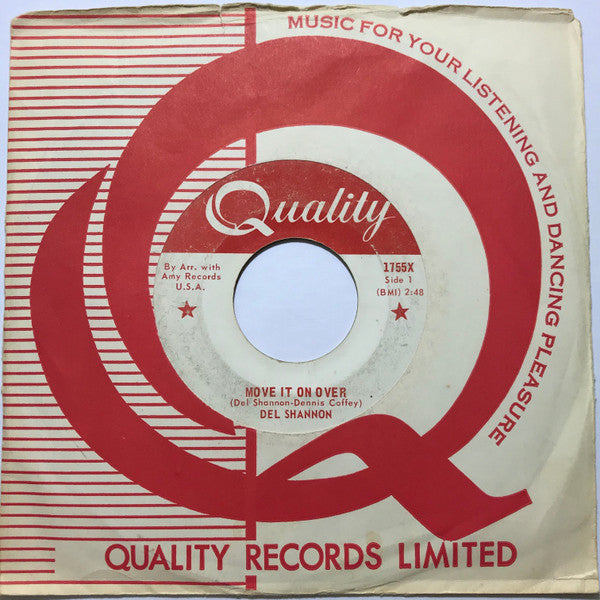 MUSIC FOR YOUR LISTENING AND DANCING PLEASURE
Quality
By Arr. with
Amy Records
U.S.A.
1755X
Side 1
(BMI) 2:48
MOVE IT ON OVER
(Del Shannon-Dennis Coffey)
DEL SHANNON
QUALITY RECORDS LIMITED